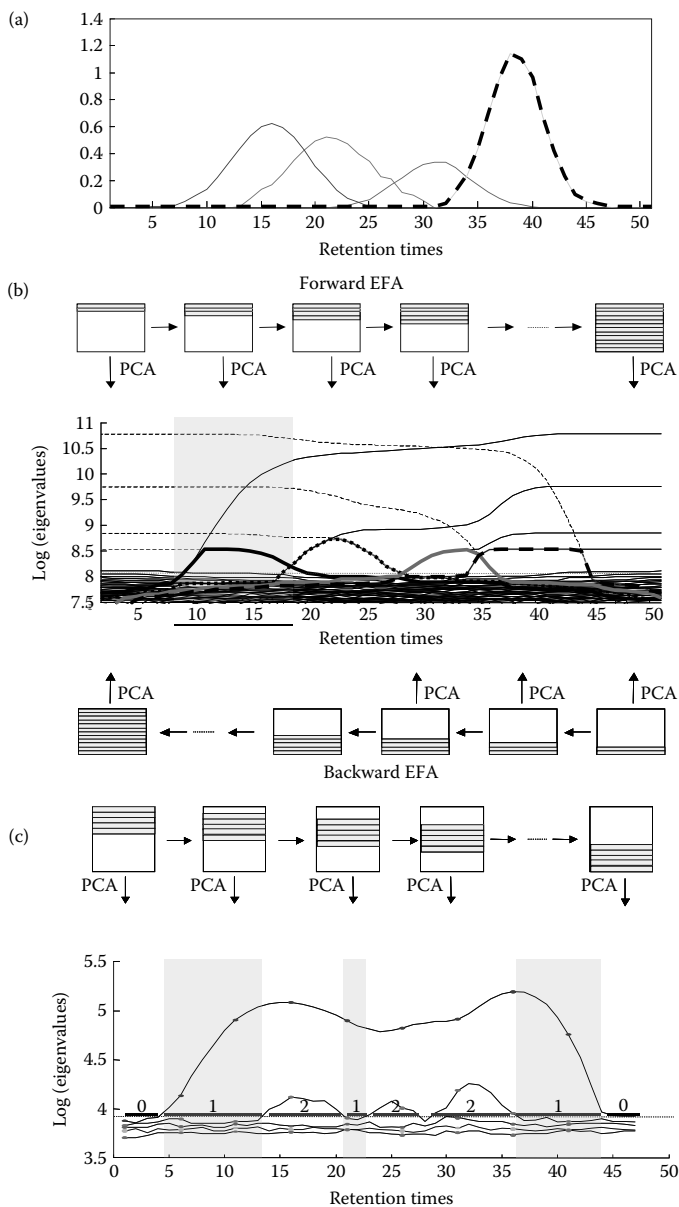 (a)
1.4
1.2
1
0.8
0.6
0.4
0.2
0
5 10 15 20 25 30 35 40 45 50
Retention times
Forward EFA
(b)
PCA PCA PCA PCA PCA
Log (eigenvalues)
11
10.5
10
9.5
9
8.5
8
7.5
5 10 15 20 25 30 35 40 45 50
Retention times
PCA PCA PCA PCA
Backward EFA
(c)
PCA PCA PCA PCA PCA
Log (eigenvalues)
5.5
5
4.5
4
3.5
0 1 2 1 2 2 1 0
0 5 10 15 20 25 30 35 40 45 50
Retention times